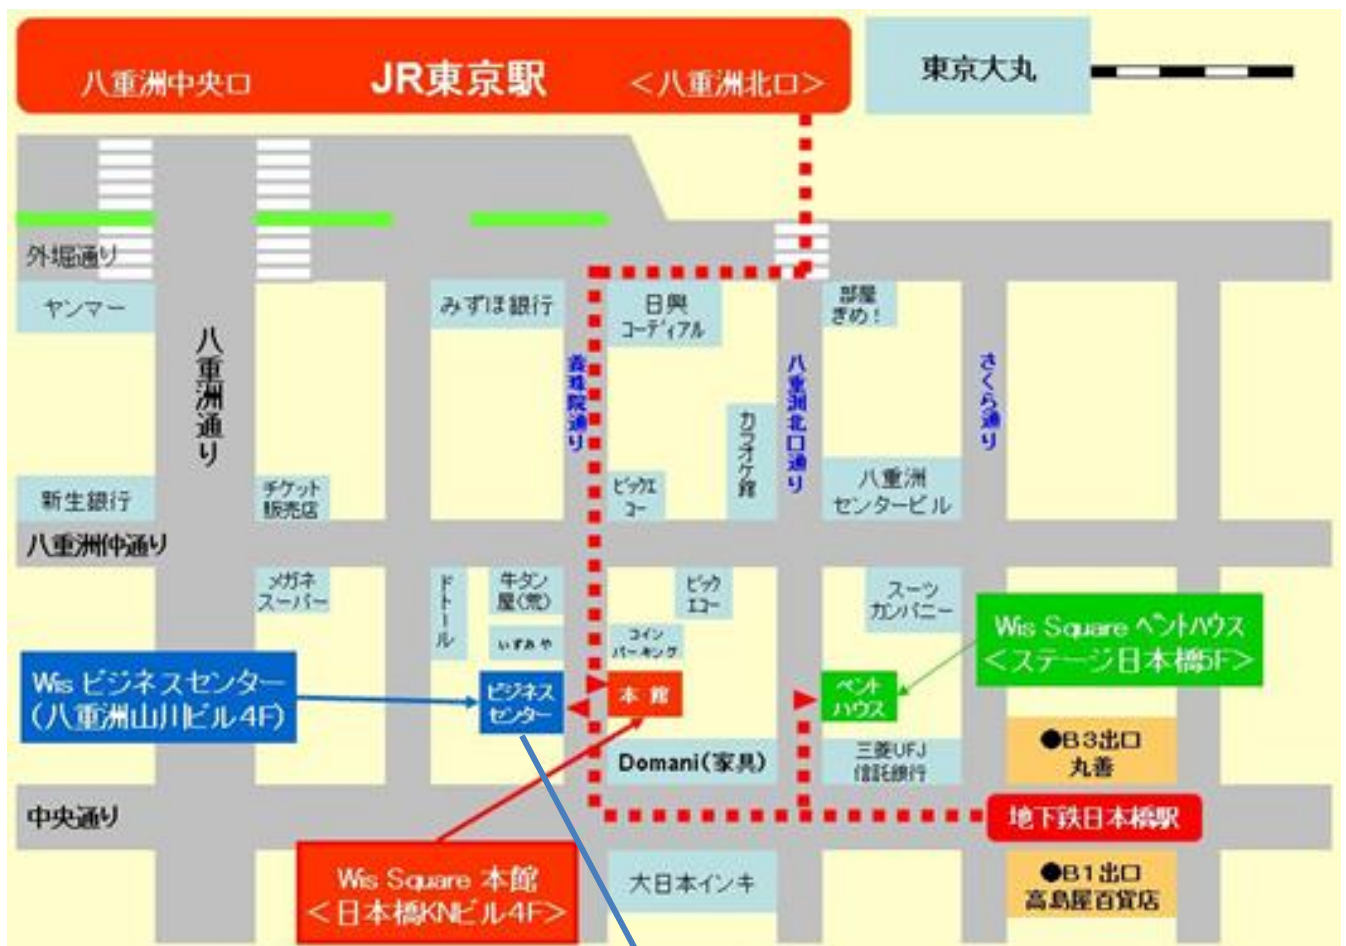 八重洲中央口
JR東京駅
<八重洲北口>
東京大丸
外堀通り
ヤンマー
みずほ銀行
日興
コーディアル
部屋
ぎめ！
八重洲通り
養珠院通り
八重洲北口通り
さくら通り
カラオケ館
新生銀行
チケット
販売店
ビックエ
コー
八重洲
センタービル
八重洲仲通り
メガネ
スーパー
ドトール
牛タン
屋(荒)
ビック
エコー
スーツ
カンパニー
いずみや
コイン
パーキング
Wis Square ペントハウス
<ステージ日本橋5F>
Wis ビジネスセンター
(八重洲山川ビル4F)
ビジネス
センター
本館
ペント
ハウス
Domani(家具)
三菱UFJ
信託銀行
●B3出口
丸善
中央通り
地下鉄日本橋駅
Wis Square 本館
<日本橋KNビル4F>
大日本インキ
●B1出口
高島屋百貨店